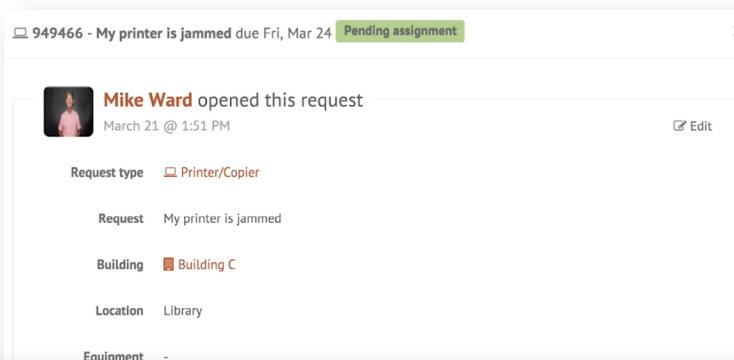 949466 - My printer is jammed due Fri, Mar 24 Pending assignment
Mike Ward opened this request
March 21 @ 1:51 PM
Edit
Request type Printer/Copier
Request My printer is jammed
Building Building C
Location Library
Equipment -